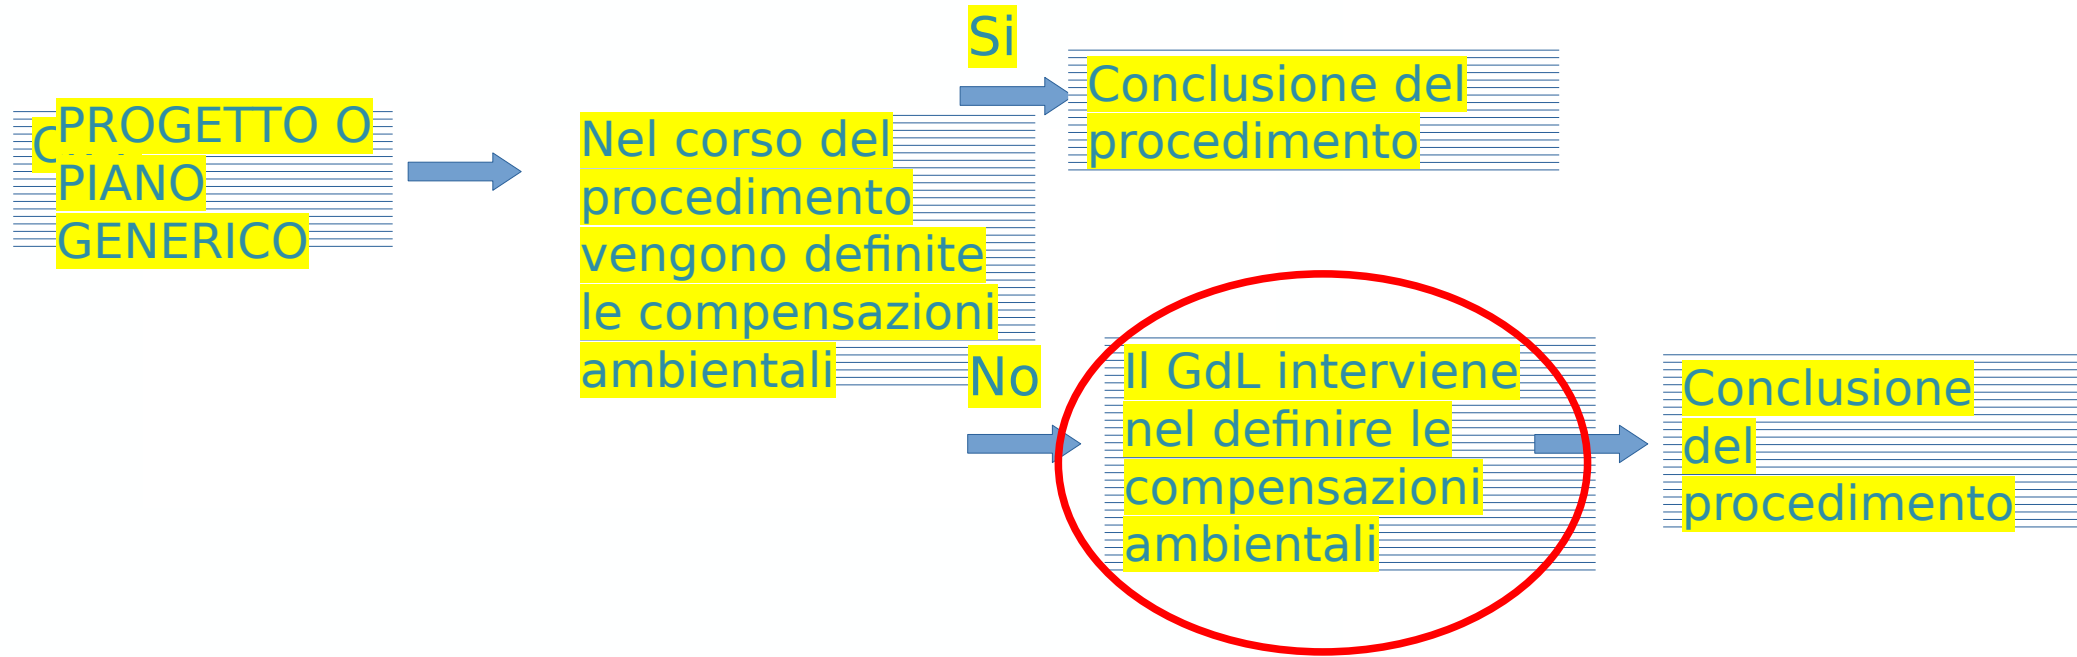 PROGETTO O
PIANO
GENERICO
Nel corso del
procedimento
vengono definite
le compensazioni
ambientali
Si
Conclusione del
procedimento
No
Il GdL interviene
nel definire le
compensazioni
ambientali
Conclusione
del
procedimento